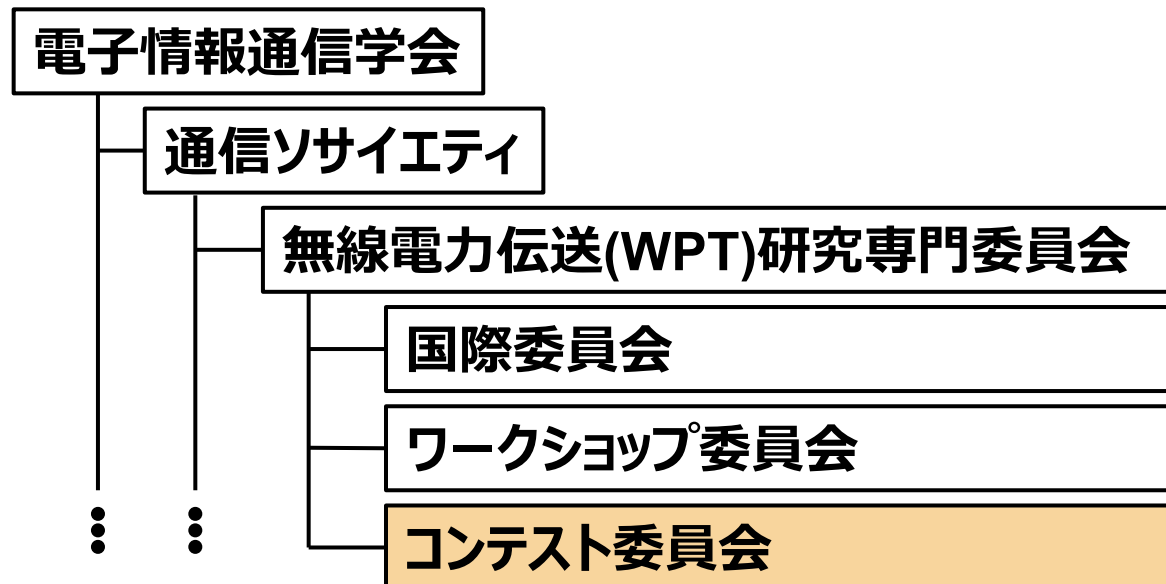 電子情報通信学会
通信ソサイエティ
無線電力伝送(WPT)研究専門委員会
国際委員会
ワークショップ委員会
コンテスト委員会